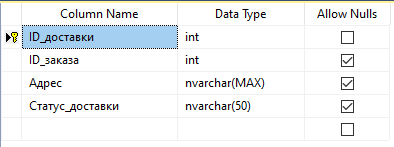 Column Name Data Type Allow Nulls
ID_доставки int
ID_заказа int
Адрес nvarchar(MAX)
Статус_доставки nvarchar(50)